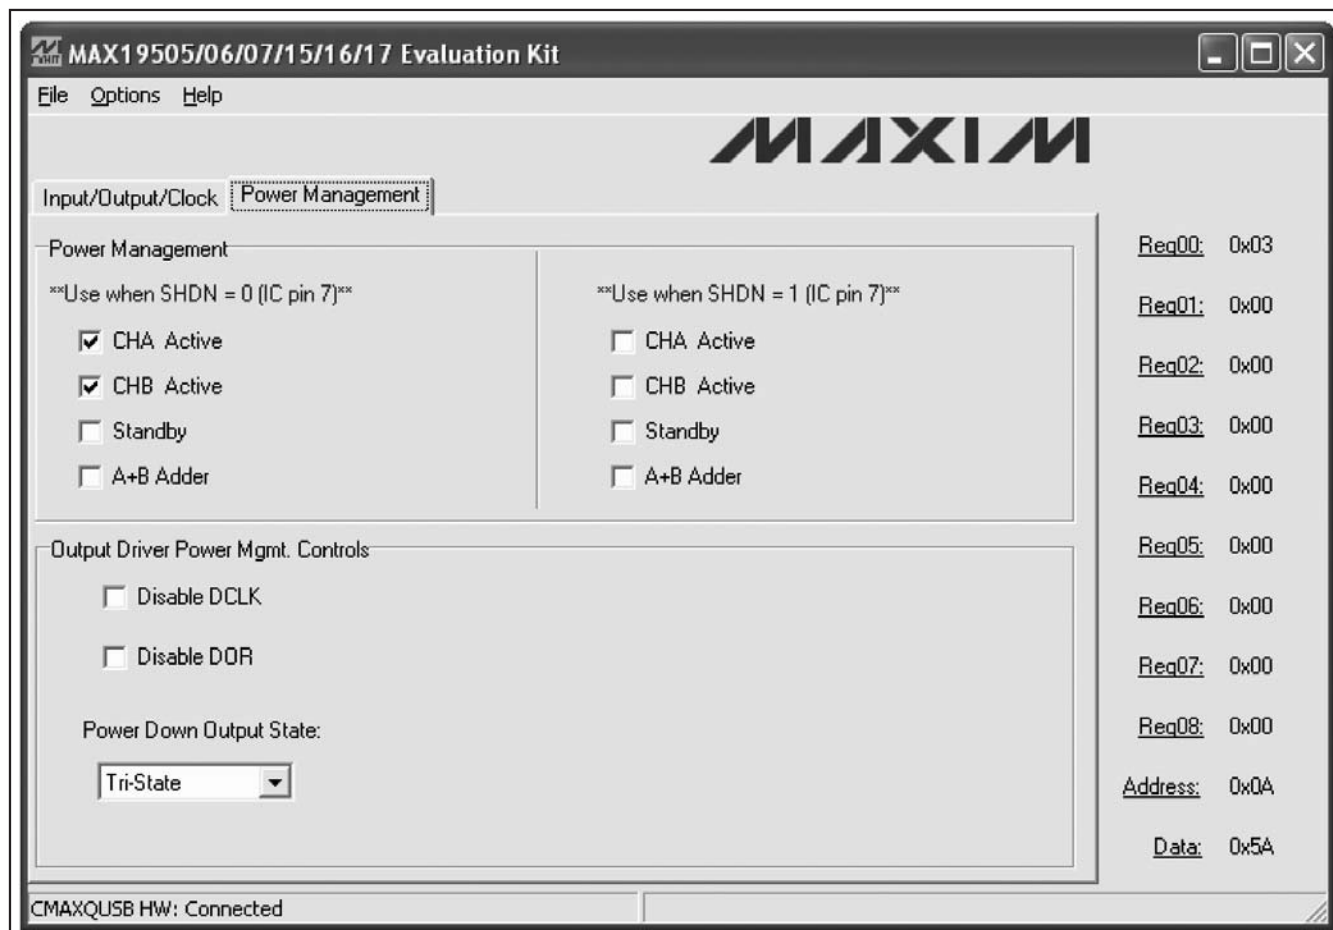 MAX19505/06/07/15/16/17 Evaluation Kit
File Options Help
MAXIM
Input/Output/Clock Power Management
Power Management
**Use when SHDN = 0 (IC pin 7)**
CHA Active
CHB Active
Standby
A+B Adder
**Use when SHDN = 1 (IC pin 7)**
CHA Active
CHB Active
Standby
A+B Adder
Output Driver Power Mgmt. Controls
Disable DCLK
Disable DOR
Power Down Output State:
Tri-State
Reg00: 0x03
Reg01: 0x00
Reg02: 0x00
Reg03: 0x00
Reg04: 0x00
Reg05: 0x00
Reg06: 0x00
Reg07: 0x00
Reg08: 0x00
Address: 0x0A
Data: 0x5A
CMAXQUSB HW: Connected